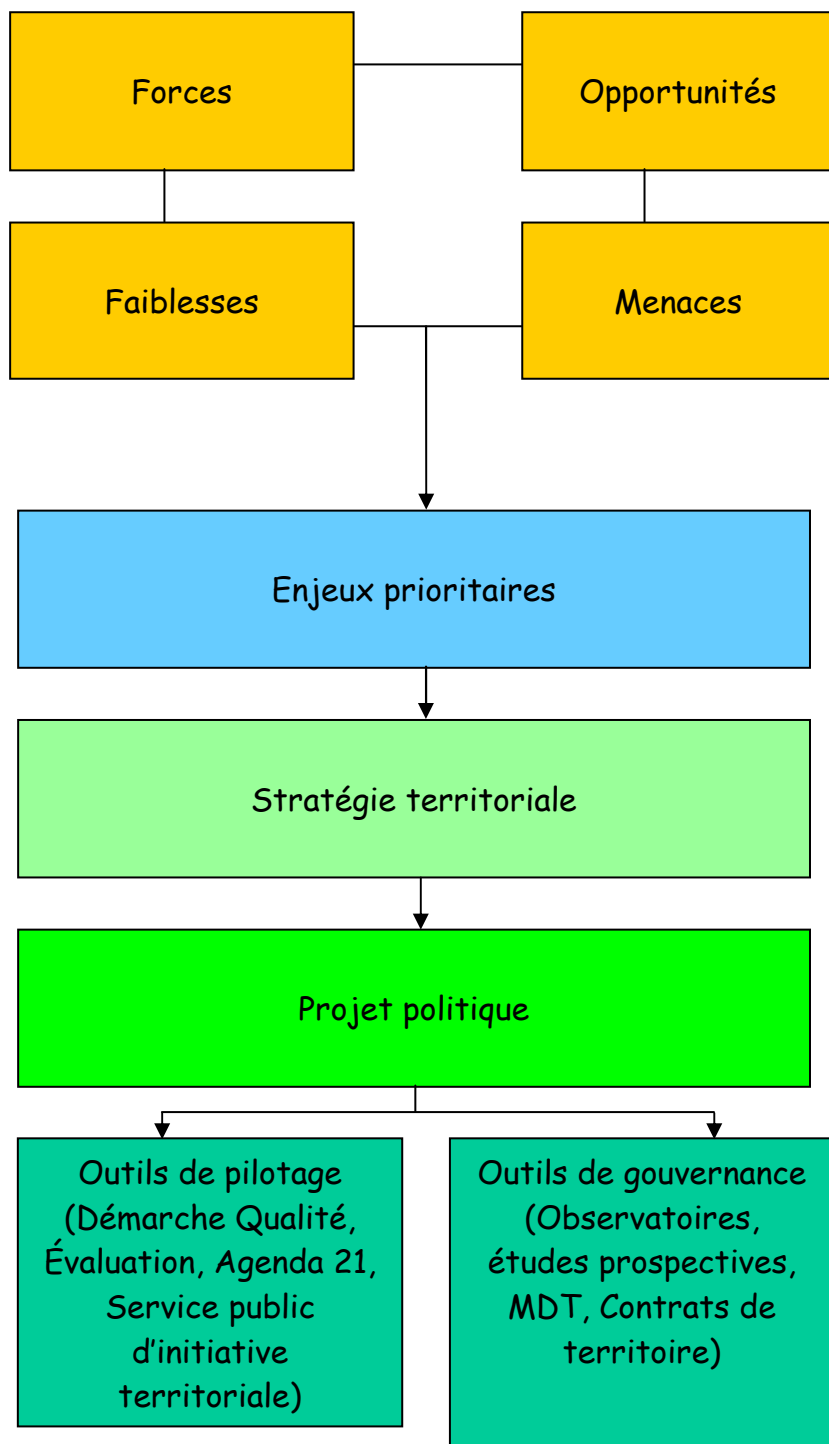 Forces
Opportunités
Faiblesses
Menaces
Enjeux prioritaires
Stratégie territoriale
Projet politique
Outils de pilotage
(Démarche Qualité,
Évaluation, Agenda 21,
Service public
d'initiative
territoriale)
Outils de gouvernance
(Observatoires,
études prospectives,
MDT, Contrats de
territoire)